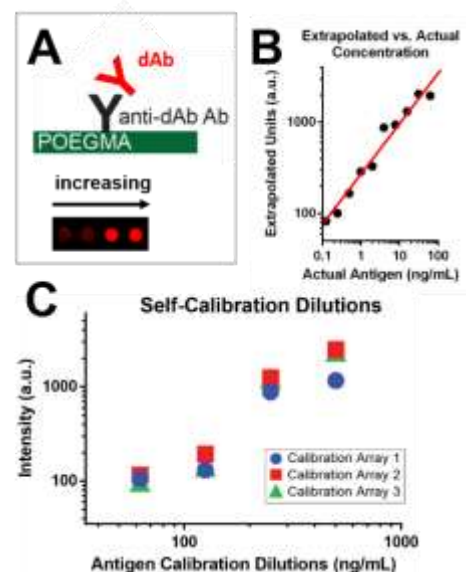 A
dAb
anti-dAb Ab
POEGMA
increasing
B
Extrapolated vs. Actual
Concentration
Extrapolated Units (a.u.)
1000
100
0.1 1 10 100
Actual Antigen (ng/mL)
C
Self-Calibration Dilutions
Intensity (a.u.)
1000
100
Calibration Array 1
Calibration Array 2
Calibration Array 3
100 1000
Antigen Calibration Dilutions (ng/mL)